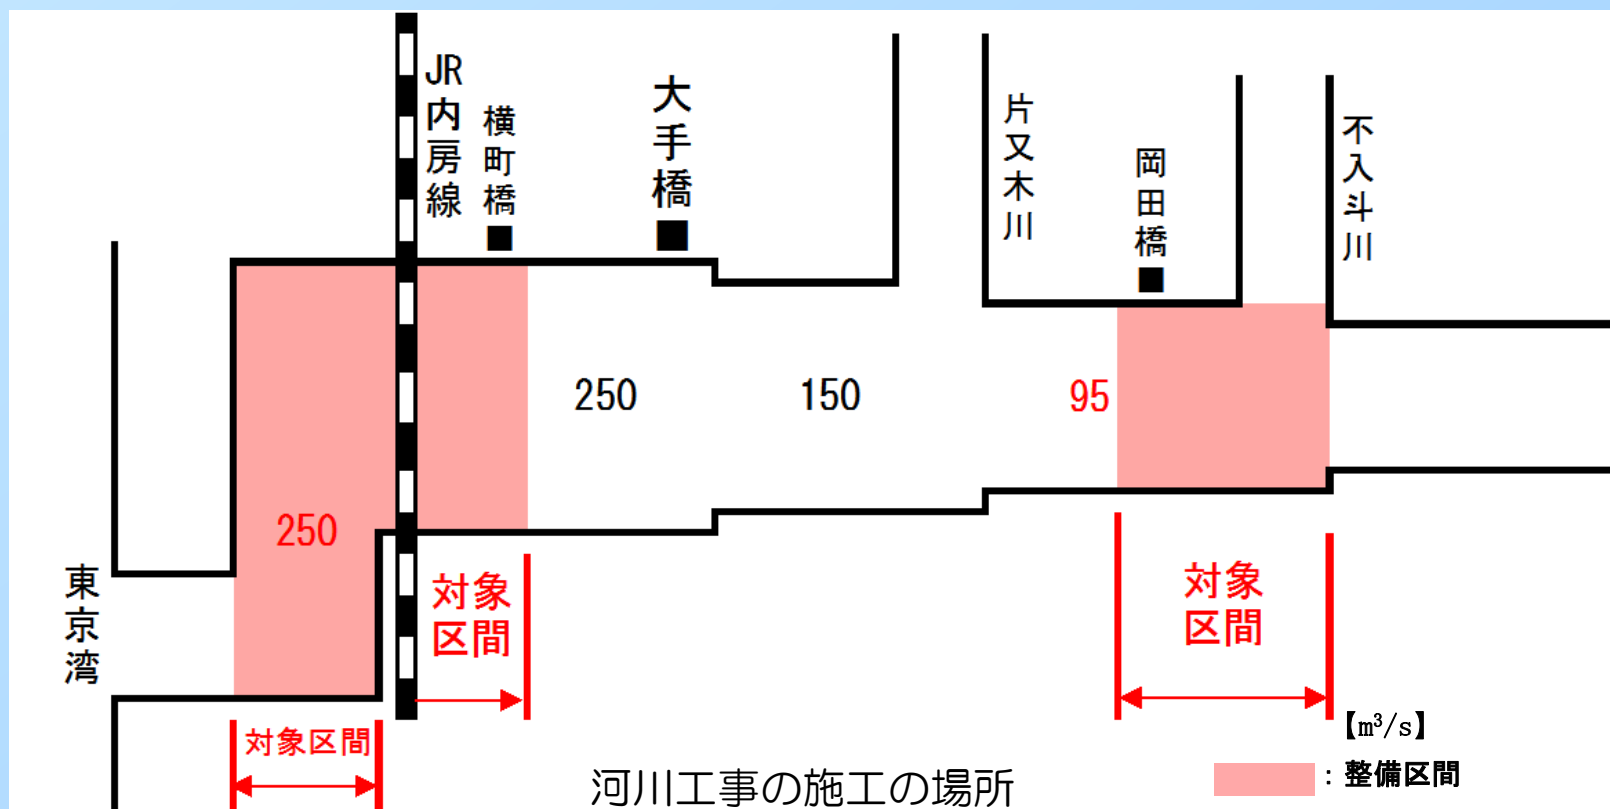 JR内房線
横町橋
大手橋
片又木川
岡田橋
不入斗川
250
150
95
250
東京湾
対象
区間
対象
区間
対象区間
【m³/s】
：整備区間
河川工事の施工の場所